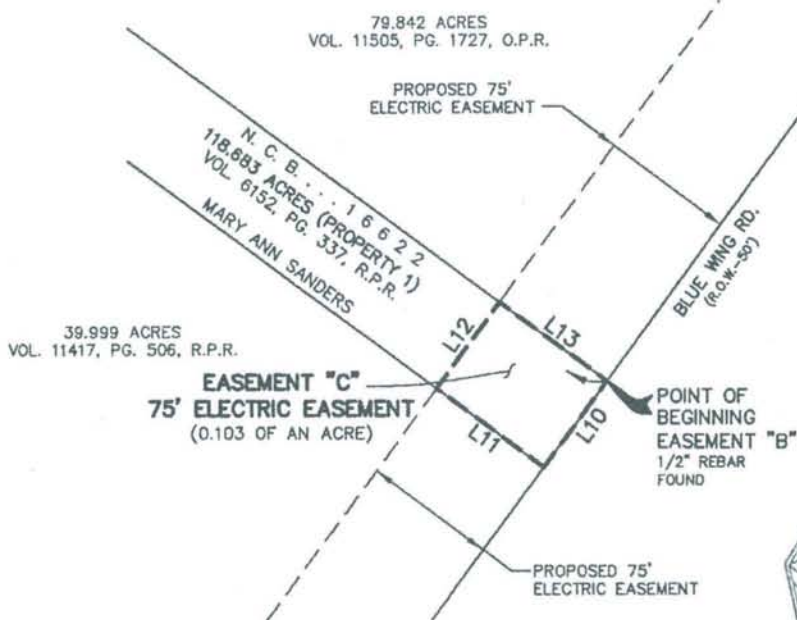 79.842 ACRES
VOL. 11505, PG. 1727, O.P.R.
PROPOSED 75'
ELECTRIC EASEMENT
N. C. B. . . . 1 6 6 2 2
118.683 ACRES (PROPERTY 1)
VOL. 6152, PG. 337, R.P.R.
MARY ANN SANDERS
BLUE WING RD.
(R.O.W.-50')
39.999 ACRES
VOL. 11417, PG. 506, R.P.R.
L12
L13
EASEMENT "C"
75' ELECTRIC EASEMENT
(0.103 OF AN ACRE)
L11
L10
POINT OF
BEGINNING
EASEMENT "B"
1/2" REBAR
FOUND
PROPOSED 75'
ELECTRIC EASEMENT